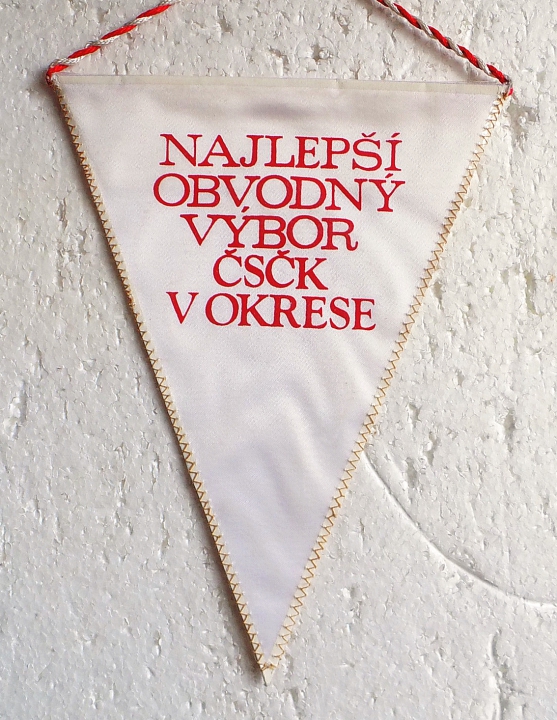 NAJLEPŠÍ
OBVODNÝ
VÝBOR
ČSČK
V OKRESE